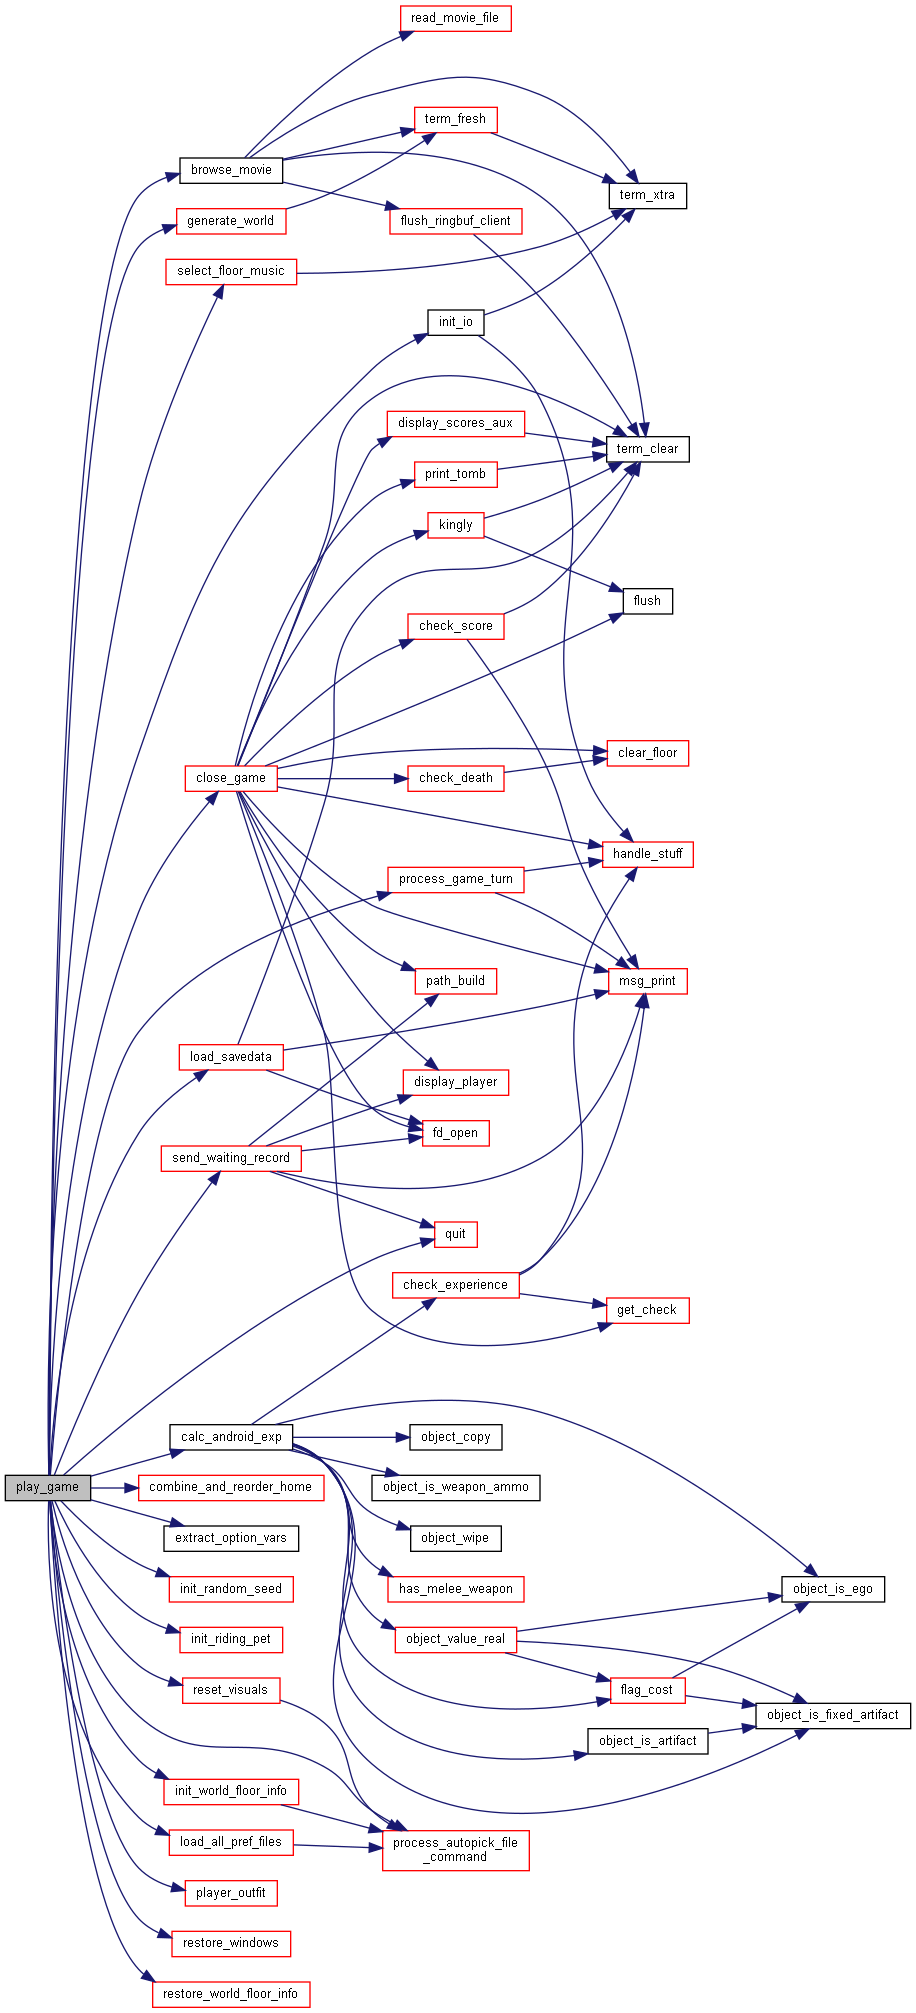 read_movie_file
term_fresh
browse_movie
term_xtra
generate_world
flush_ringbuf_client
select_floor_music
init_io
display_scores_aux
term_clear
print_tomb
kingly
flush
check_score
clear_floor
close_game
check_death
handle_stuff
process_game_turn
path_build
msg_print
load_savedata
display_player
fd_open
send_waiting_record
quit
check_experience
get_check
calc_android_exp
object_copy
play_game
combine_and_reorder_home
object_is_weapon_ammo
extract_option_vars
object_wipe
init_random_seed
has_melee_weapon
object_is_ego
init_riding_pet
object_value_real
reset_visuals
flag_cost
object_is_fixed_artifact
object_is_artifact
init_world_floor_info
load_all_pref_files
process_autopick_file
_command
player_outfit
restore_windows
restore_world_floor_info